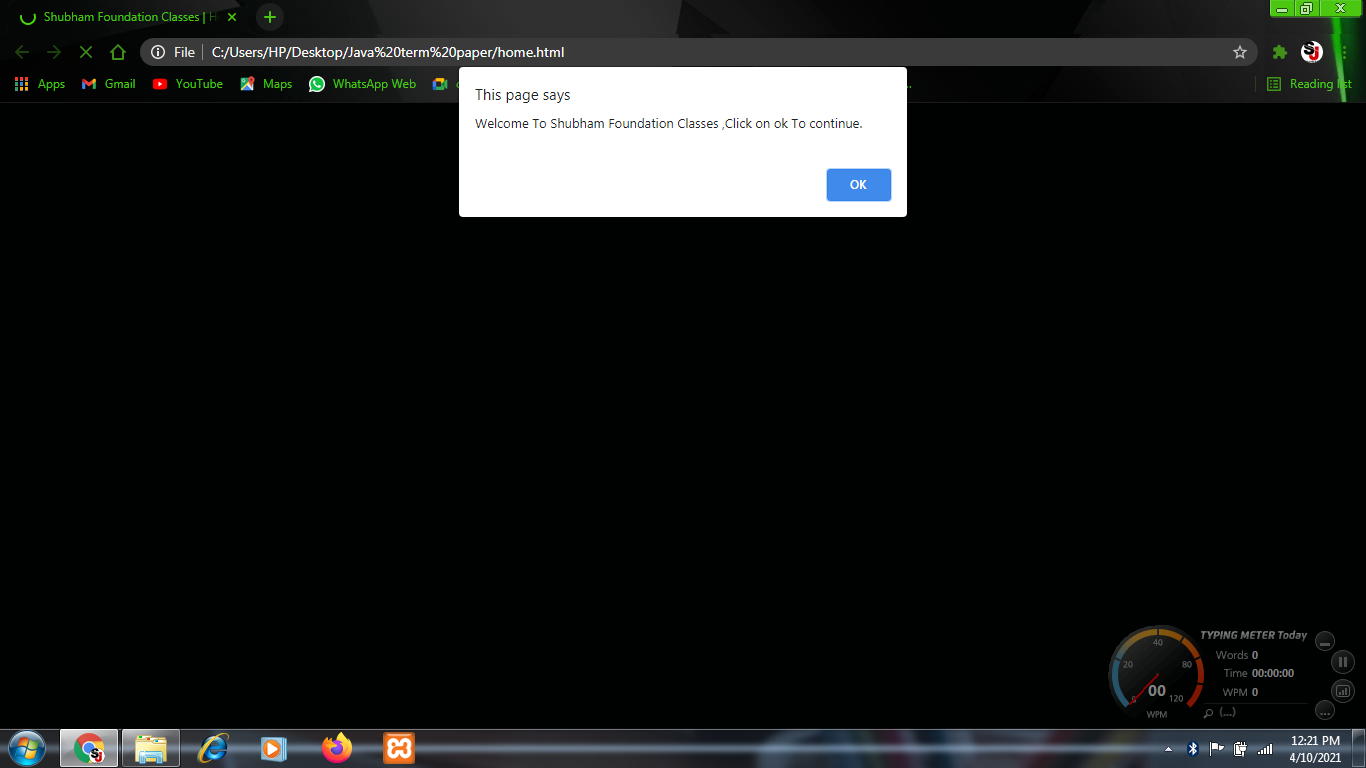 Shubham Foundation Classes | H
File C:/Users/HP/Desktop/Java%20term%20paper/home.html
Apps Gmail YouTube Maps WhatsApp Web
Reading list
This page says
Welcome To Shubham Foundation Classes ,Click on ok To continue.
OK
TYPING METER Today
Words 0
Time 00:00:00
WPM 0
(...)
0 20 40 80 120
00
WPM
12:21 PM
4/10/2021